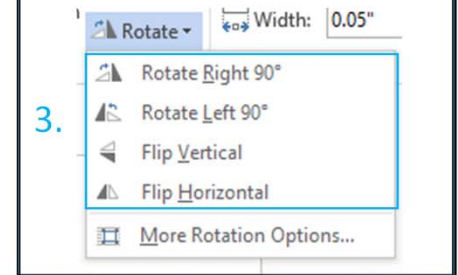 Rotate Width: 0.05"
3.
Rotate Right 90°
Rotate Left 90°
Flip Vertical
Flip Horizontal
More Rotation Options...